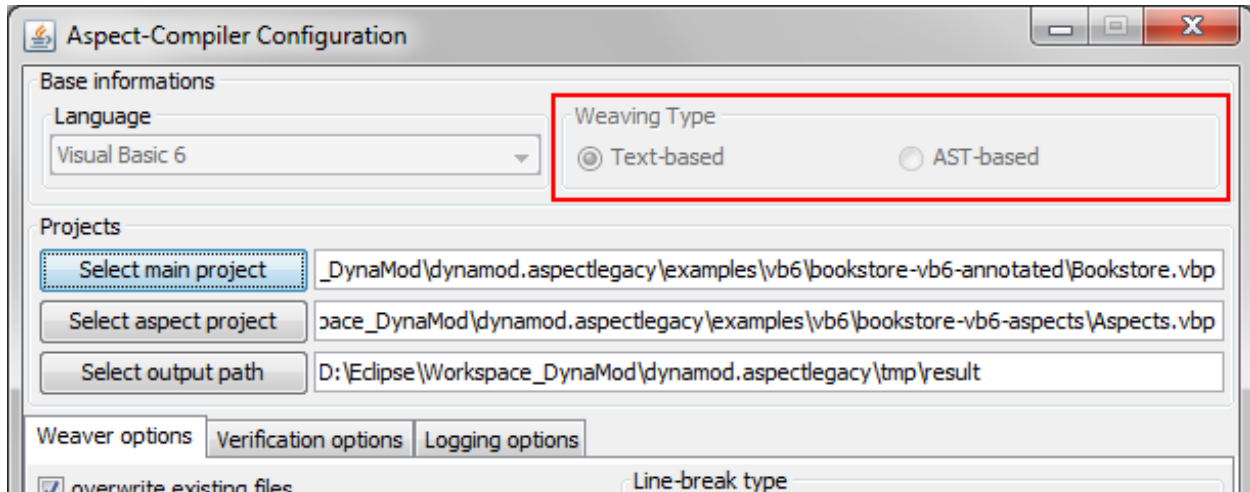 Aspect-Compiler Configuration
Base informations
Language
Weaving Type
Visual Basic 6
Text-based
AST-based
Projects
Select main project
_DynaMod\dynamod.aspectlegacy\examples\vb6\bookstore-vb6-annotated\Bookstore.vbp
Select aspect project
pace_DynaMod\dynamod.aspectlegacy\examples\vb6\bookstore-vb6-aspects\Aspects.vbp
Select output path
D:\Eclipse\Workspace_DynaMod\dynamod.aspectlegacy\tmp\result
Weaver options
Verification options
Logging options
overwrite existing files
Line-break type